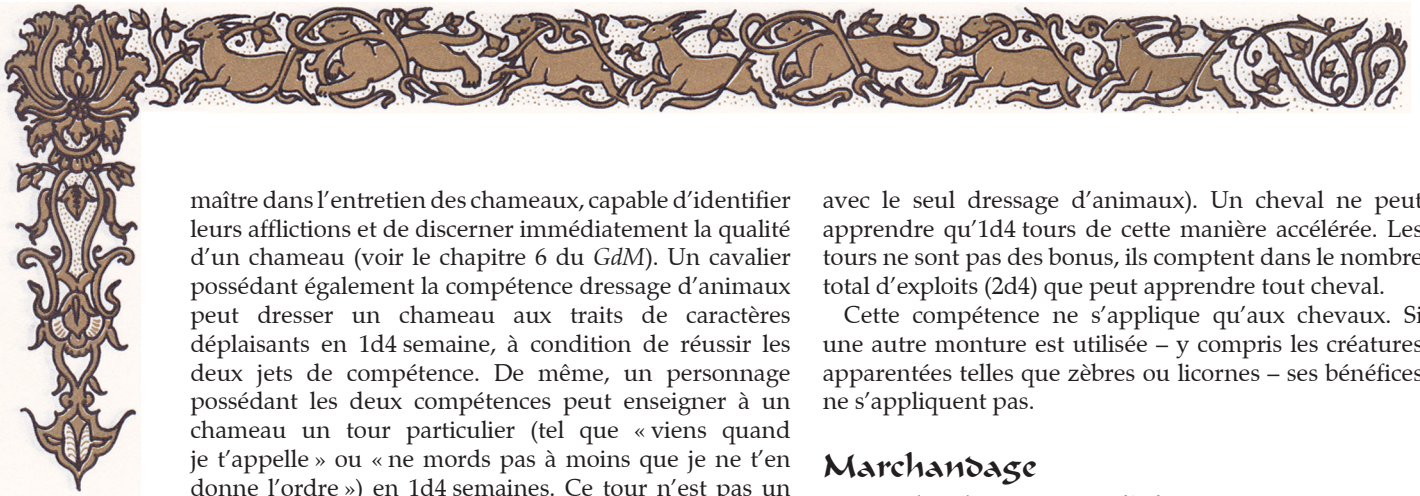 maître dans l’entretien des chameaux, capable d’identifier
leurs afflictions et de discerner immédiatement la qualité
d’un chameau (voir le chapitre 6 du GdM). Un cavalier
possédant également la compétence dressage d’animaux
peut dresser un chameau aux traits de caractères
déplaisants en 1d4 semaine, à condition de réussir les
deux jets de compétence. De même, un personnage
possédant les deux compétences peut enseigner à un
chameau un tour particulier (tel que « viens quand
je t’appelle » ou « ne mords pas à moins que je ne t’en
donne l’ordre ») en 1d4 semaines. Ce tour n’est pas un
avec le seul dressage d’animaux). Un cheval ne peut
apprendre qu’1d4 tours de cette manière accélérée. Les
tours ne sont pas des bonus, ils comptent dans le nombre
total d’exploits (2d4) que peut apprendre tout cheval.
Cette compétence ne s’applique qu’aux chevaux. Si
une autre monture est utilisée – y compris les créatures
apparentées telles que zèbres ou licornes – ses bénéfices
ne s’appliquent pas.
Marchandage